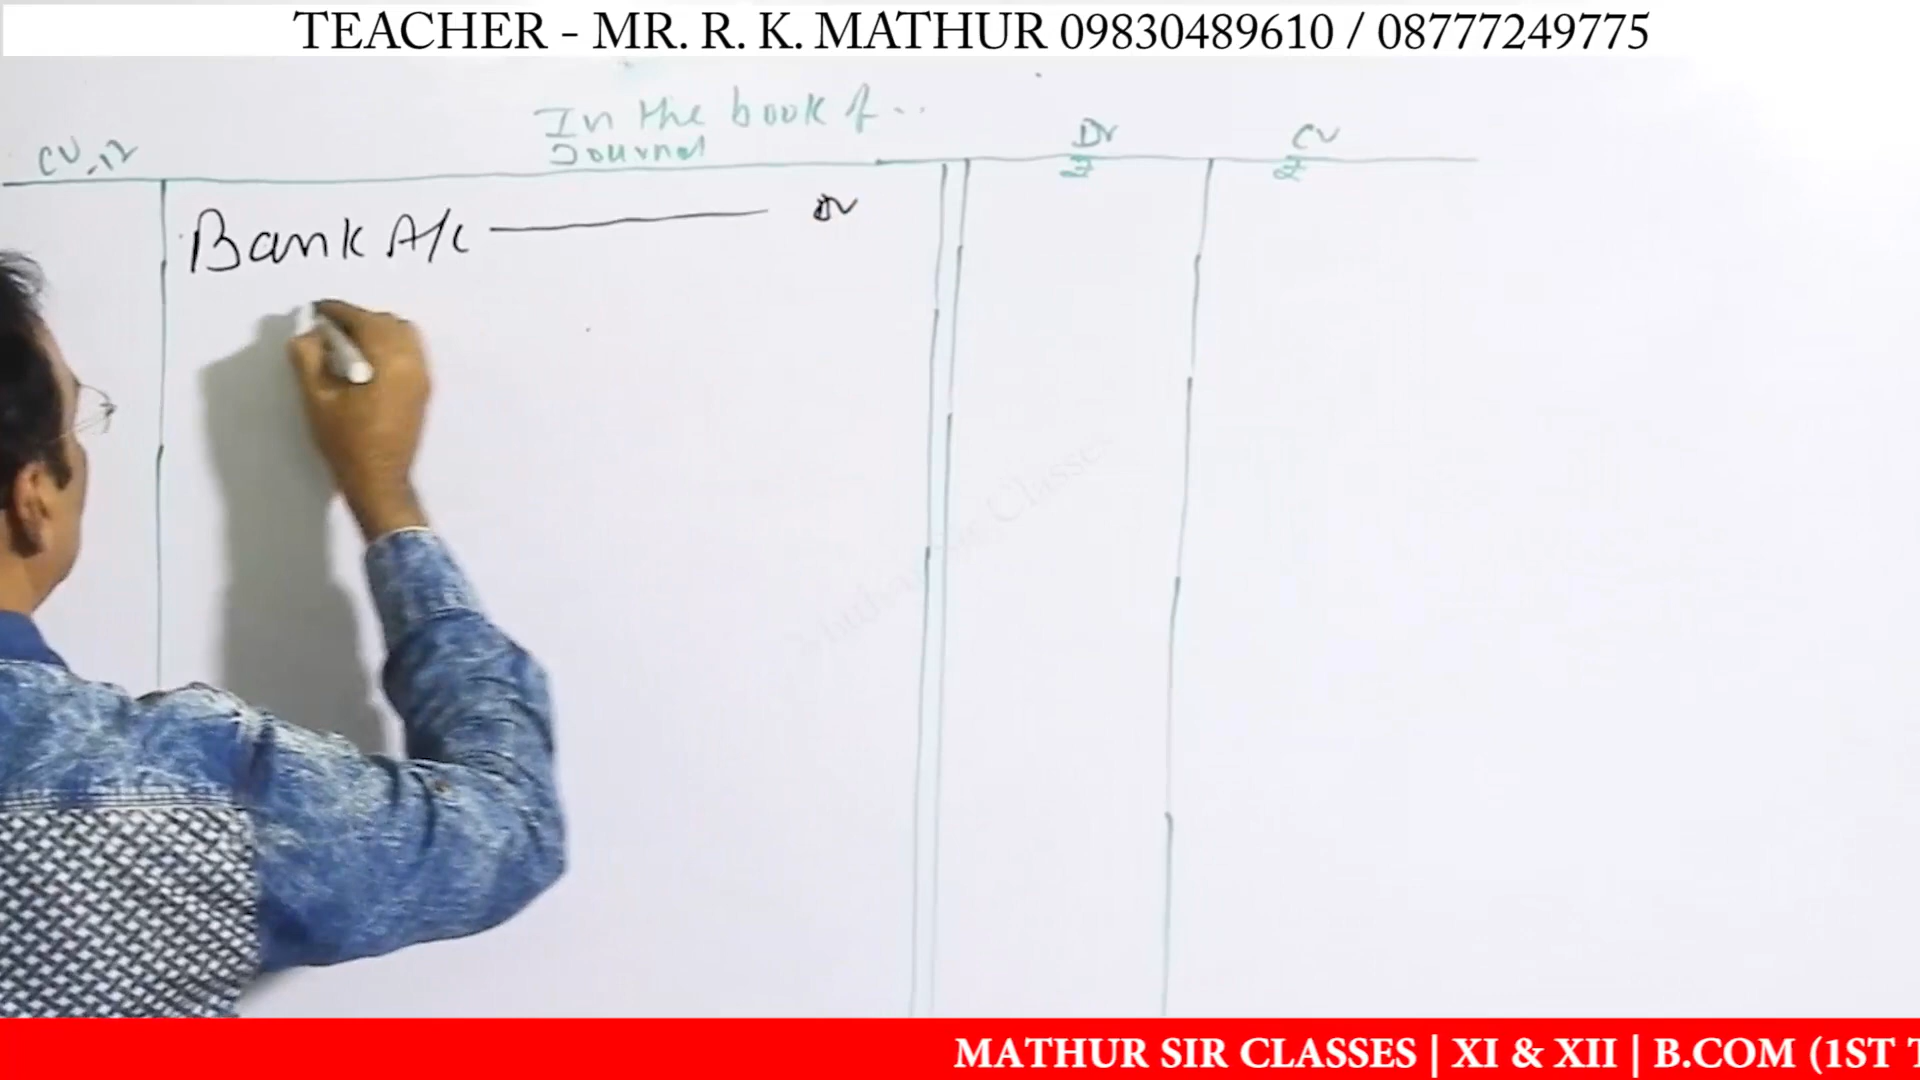 TEACHER - MR. R. K. MATHUR 09830489610 / 08777249775
In the book of ..
Journal
Dr
Cr
₹
₹
Bank A/c ——— Dr
MATHUR SIR CLASSES | XI & XII | B.COM (1ST